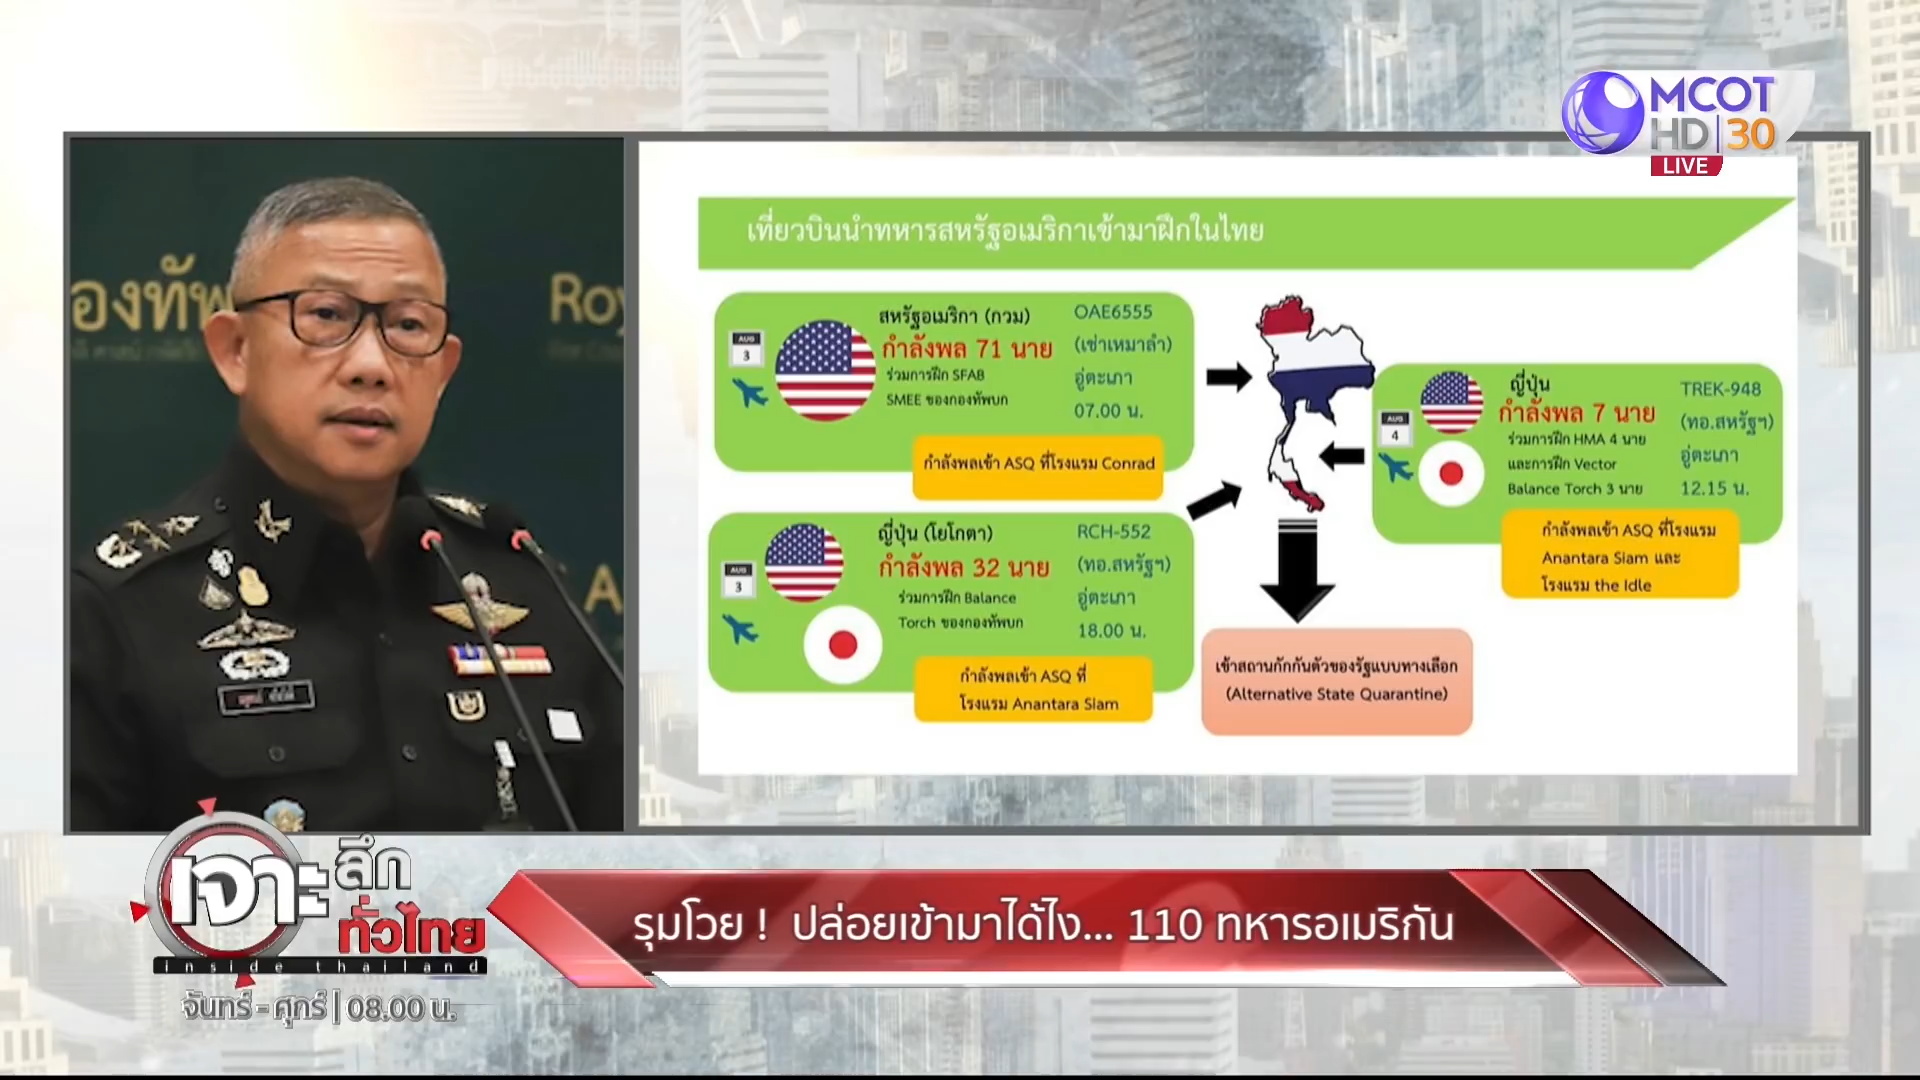 MCOT
HD 30
LIVE
องทัพ
Roy
A
เที่ยวบินนำทหารสหรัฐอเมริกาเข้ามาฝึกในไทย
AUG
3
สหรัฐอเมริกา (กวม)
กำลังพล 71 นาย
ร่วมการฝึก SFAB
SMEE ของกองทัพบก
OAE6555
(เช่าเหมาลำ)
อู่ตะเภา
07.00 น.
กำลังพลเข้า ASQ ที่โรงแรม Conrad
AUG
3
ญี่ปุ่น (โยโกตา)
กำลังพล 32 นาย
ร่วมการฝึก Balance
Torch ของกองทัพบก
RCH-552
(ทอ.สหรัฐฯ)
อู่ตะเภา
18.00 น.
กำลังพลเข้า ASQ ที่
โรงแรม Anantara Siam
AUG
4
ญี่ปุ่น
กำลังพล 7 นาย
ร่วมการฝึก HMA 4 นาย
และการฝึก Vector
Balance Torch 3 นาย
TREK-948
(ทอ.สหรัฐฯ)
อู่ตะเภา
12.15 น.
กำลังพลเข้า ASQ ที่โรงแรม
Anantara Siam และ
โรงแรม the Idle
เข้าสถานกักกันตัวของรัฐแบบทางเลือก
(Alternative State Quarantine)
เจาะลึก
ทั่วไทย
inside thailand
จันทร์ - ศุกร์ | 08.00 น.
รุมโวย ! ปล่อยเข้ามาได้ไง... 110 ทหารอเมริกัน